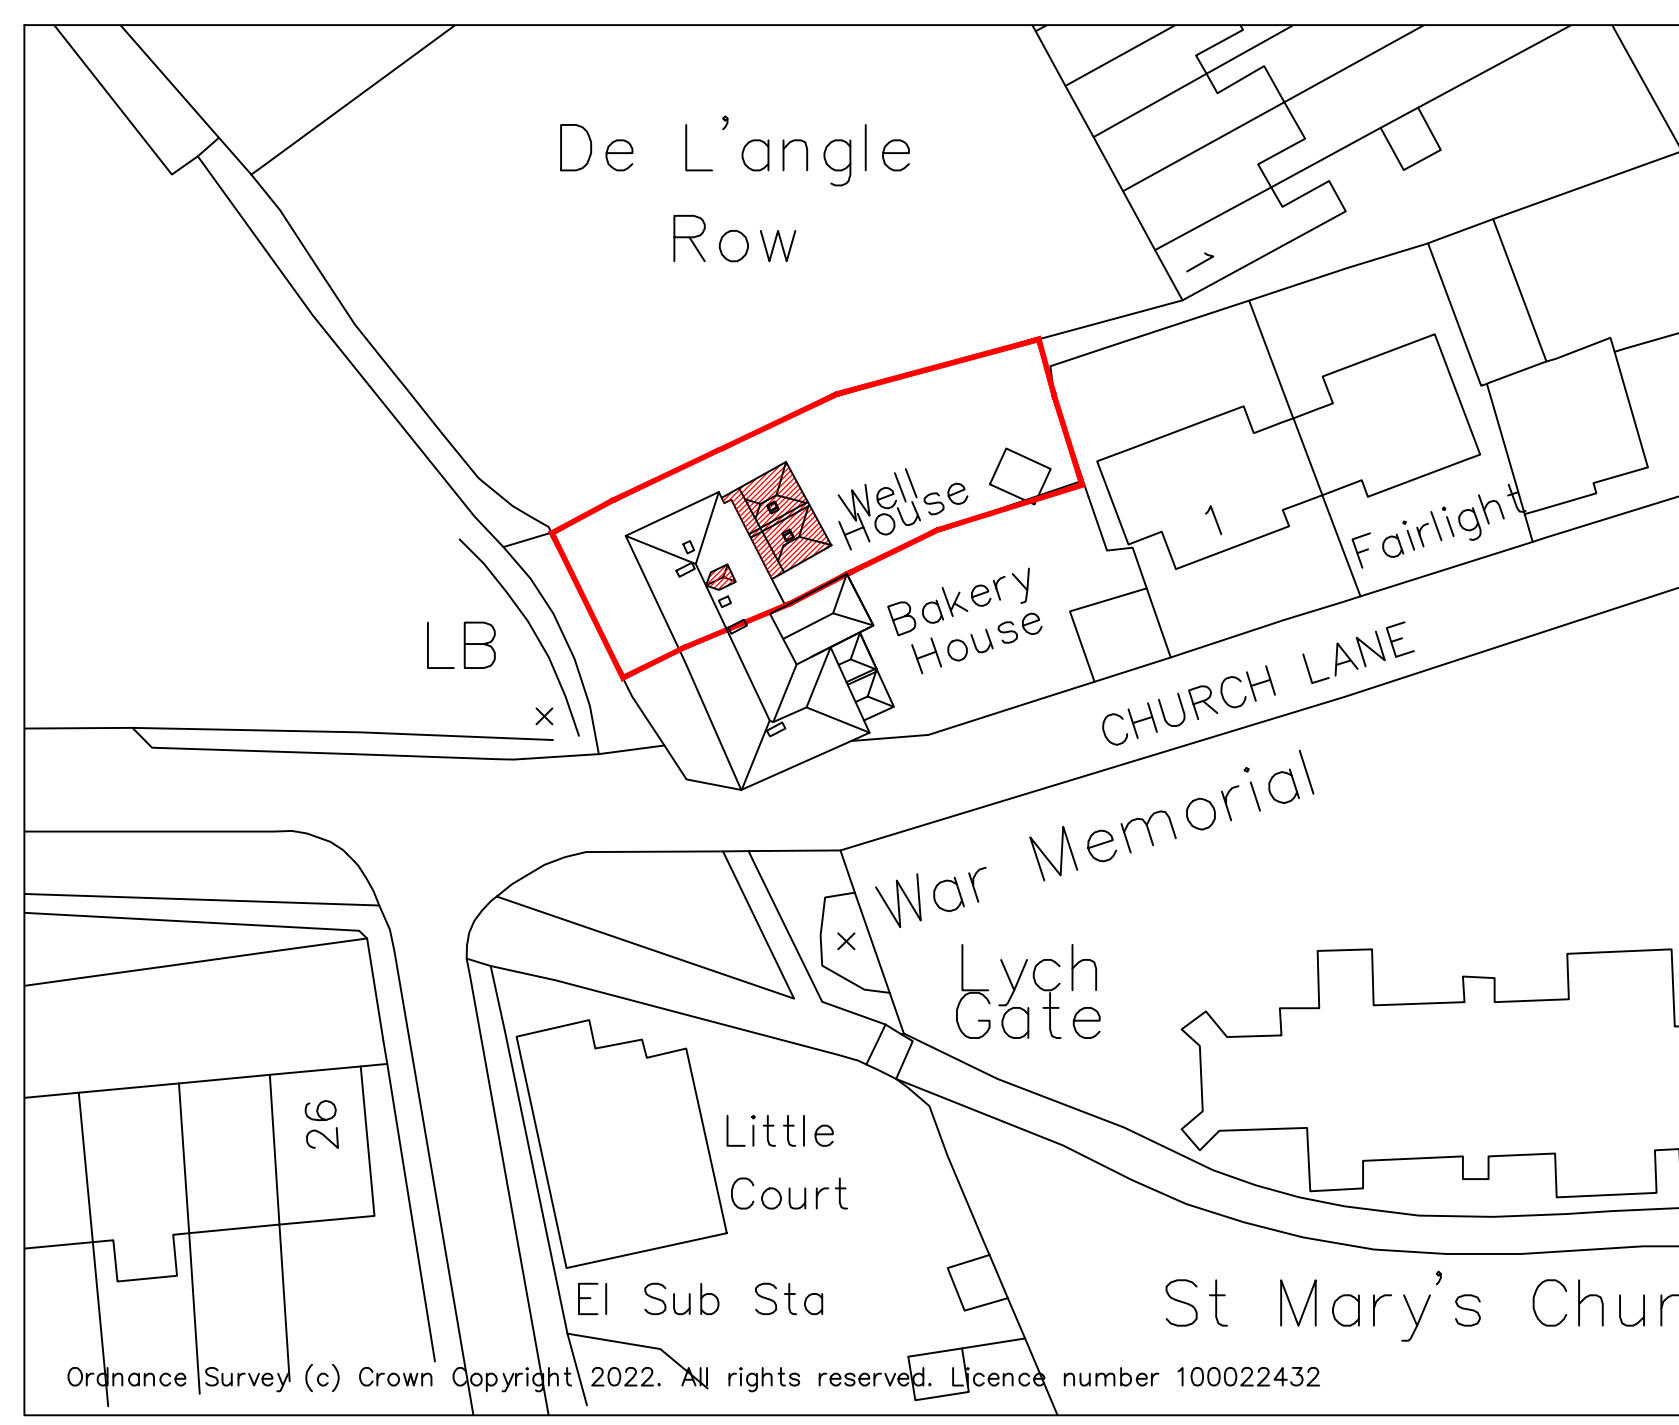 De L'angle
Row
1
Well
House
1
Fairlight
Bakery
House
LB
CHURCH LANE
War Memorial
Lych
Gate
26
Little
Court
El Sub Sta
St Mary's Chur
Ordnance Survey (c) Crown Copyright 2022. All rights reserved. Licence number 100022432